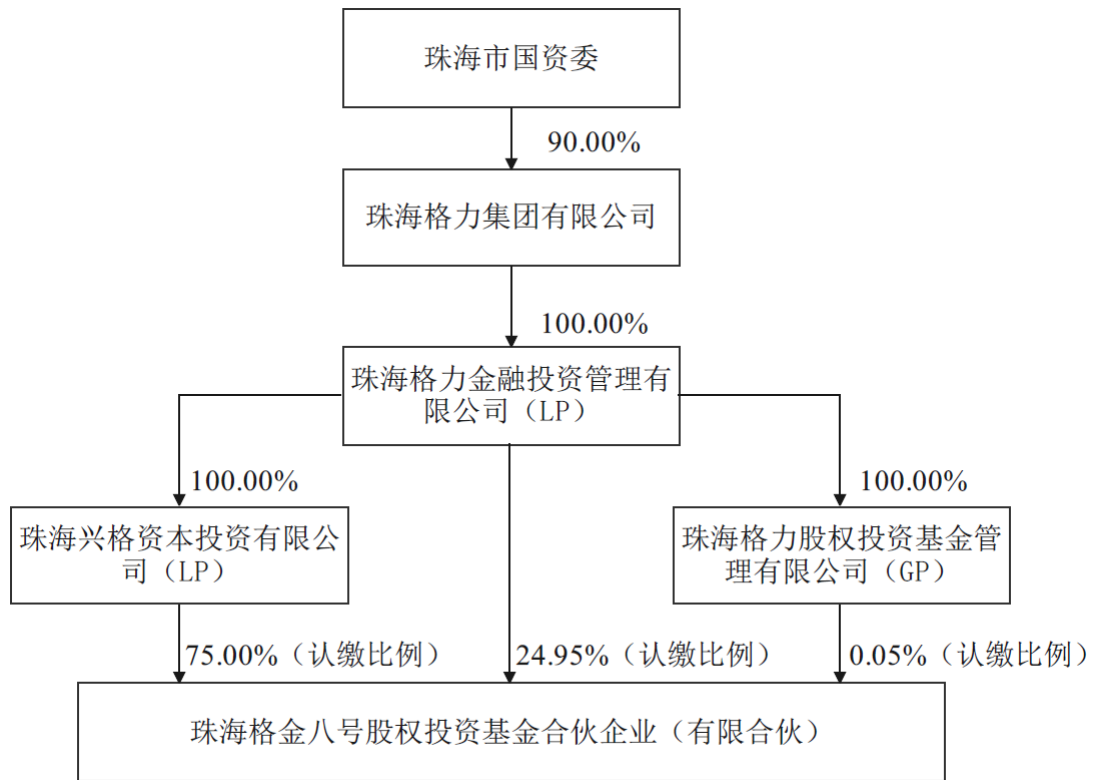 珠海市国资委
90.00%
珠海格力集团有限公司
100.00%
珠海格力金融投资管理有
限公司（LP）
100.00%
100.00%
珠海兴格资本投资有限公
司（LP）
珠海格力股权投资基金管
理有限公司（GP）
75.00%（认缴比例）
24.95%（认缴比例）
0.05%（认缴比例）
珠海格金八号股权投资基金合伙企业（有限合伙）